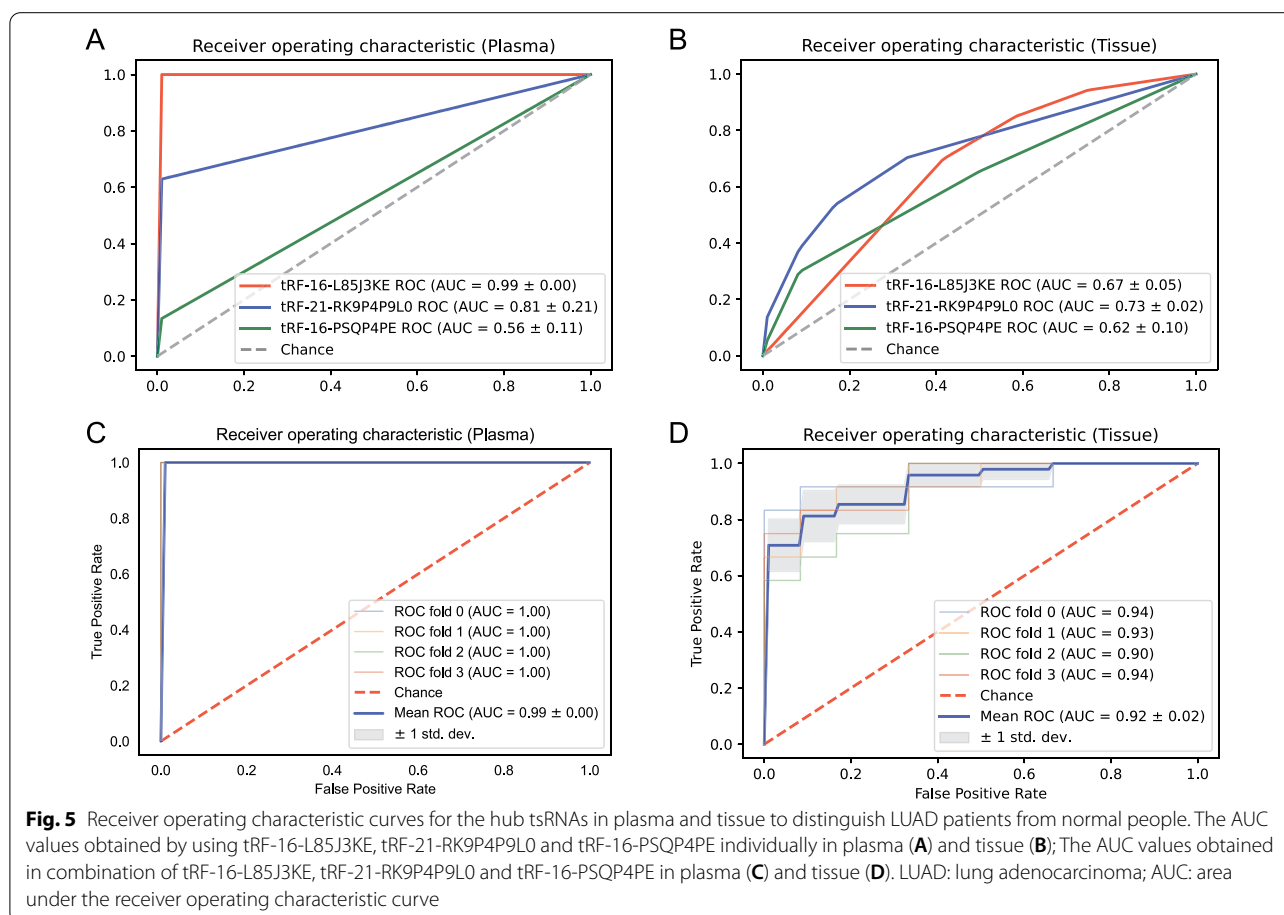 A
Receiver operating characteristic (Plasma)
1.0
0.8
0.6
0.4
0.2
0.0
tRF-16-L85J3KE ROC (AUC = 0.99 ± 0.00)
tRF-21-RK9P4P9L0 ROC (AUC = 0.81 ± 0.21)
tRF-16-PSQP4PE ROC (AUC = 0.56 ± 0.11)
Chance
0.0 0.2 0.4 0.6 0.8 1.0
B
Receiver operating characteristic (Tissue)
1.0
0.8
0.6
0.4
0.2
0.0
tRF-16-L85J3KE ROC (AUC = 0.67 ± 0.05)
tRF-21-RK9P4P9L0 ROC (AUC = 0.73 ± 0.02)
tRF-16-PSQP4PE ROC (AUC = 0.62 ± 0.10)
Chance
0.0 0.2 0.4 0.6 0.8 1.0
C
Receiver operating characteristic (Plasma)
True Positive Rate
1.0
0.8
0.6
0.4
0.2
0.0
ROC fold 0 (AUC = 1.00)
ROC fold 1 (AUC = 1.00)
ROC fold 2 (AUC = 1.00)
ROC fold 3 (AUC = 1.00)
Chance
Mean ROC (AUC = 0.99 ± 0.00)
± 1 std. dev.
0.0 0.2 0.4 0.6 0.8 1.0
False Positive Rate
D
Receiver operating characteristic (Tissue)
True Positive Rate
1.0
0.8
0.6
0.4
0.2
0.0
ROC fold 0 (AUC = 0.94)
ROC fold 1 (AUC = 0.93)
ROC fold 2 (AUC = 0.90)
ROC fold 3 (AUC = 0.94)
Chance
Mean ROC (AUC = 0.92 ± 0.02)
± 1 std. dev.
0.0 0.2 0.4 0.6 0.8 1.0
False Positive Rate
Fig. 5 Receiver operating characteristic curves for the hub tsRNAs in plasma and tissue to distinguish LUAD patients from normal people. The AUC
values obtained by using tRF-16-L85J3KE, tRF-21-RK9P4P9L0 and tRF-16-PSQP4PE individually in plasma (A) and tissue (B); The AUC values obtained
in combination of tRF-16-L85J3KE, tRF-21-RK9P4P9L0 and tRF-16-PSQP4PE in plasma (C) and tissue (D). LUAD: lung adenocarcinoma; AUC: area
under the receiver operating characteristic curve